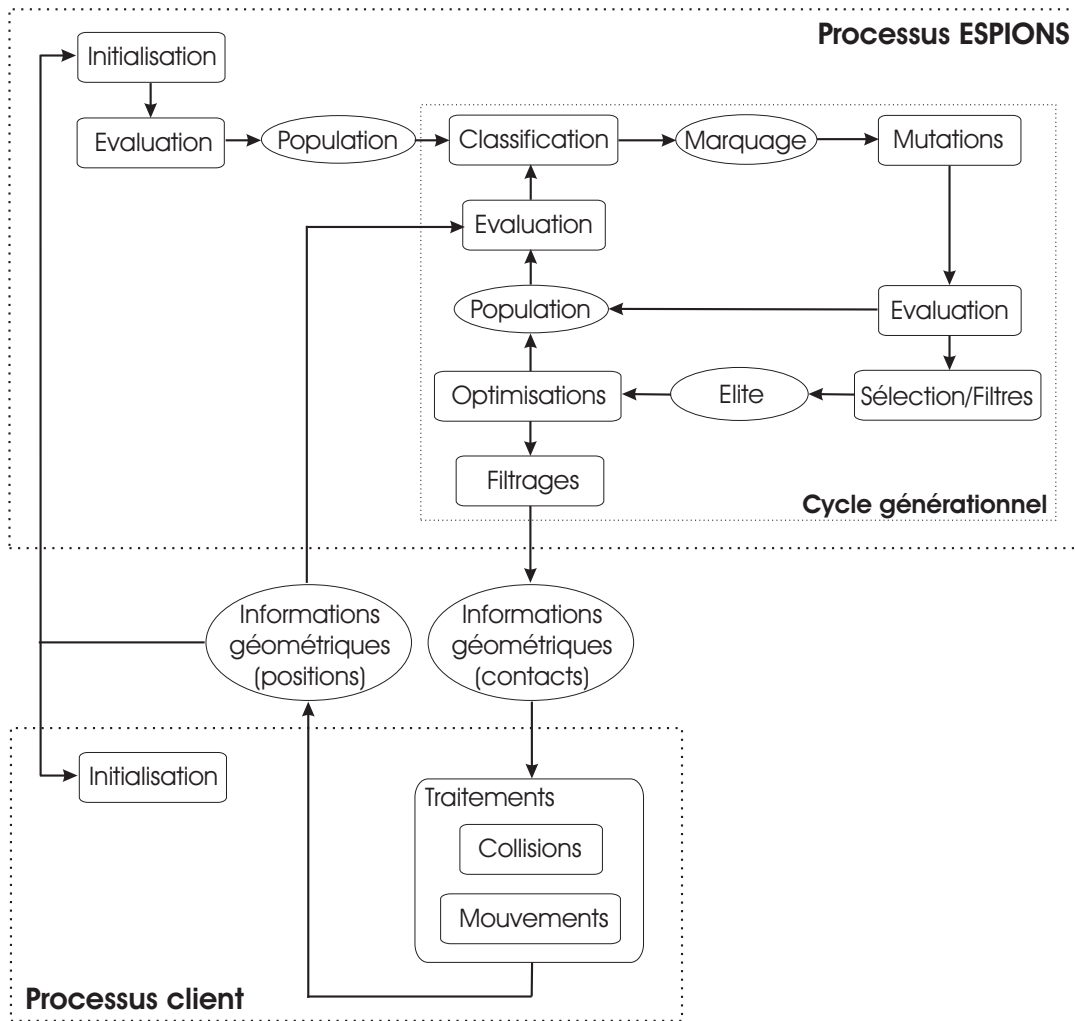 Processus ESPIONS
Initialisation
Evaluation
Population
Classification
Marquage
Mutations
Evaluation
Population
Evaluation
Optimisations
Elite
Sélection/Filtres
Filtrages
Cycle générationnel
Informations
géométriques
(positions)
Informations
géométriques
(contacts)
Initialisation
Traitements
Collisions
Mouvements
Processus client